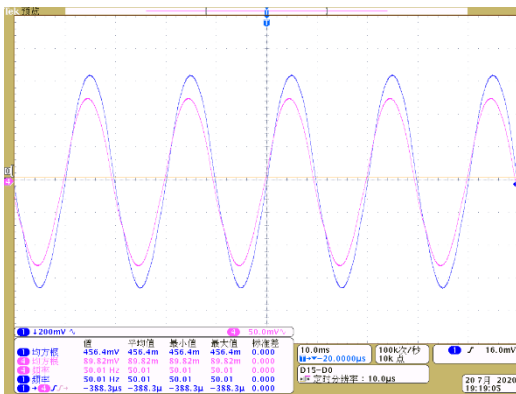 Tek 预览
1 ↓200mV ∿ 4 50.0mV
值 平均值 最小值 最大值 标准差
1 均方根 456.4mV 456.4m 456.4m 456.4m 0.000
4 均方根 89.82mV 89.82m 89.82m 89.82m 0.000
4 频率 50.01 Hz 50.01 50.01 50.01 0.000
1 频率 50.01 Hz 50.01 50.01 50.01 0.000
1 → 4 -388.3μs -388.3μ -388.3μ -388.3μ 0.000
10.0ms
▼-20.0000μs
100k次/秒
10k 点
1 16.0mV
D15-D0
定时分辨率：10.0μs
20 7月 2020
19:19:05